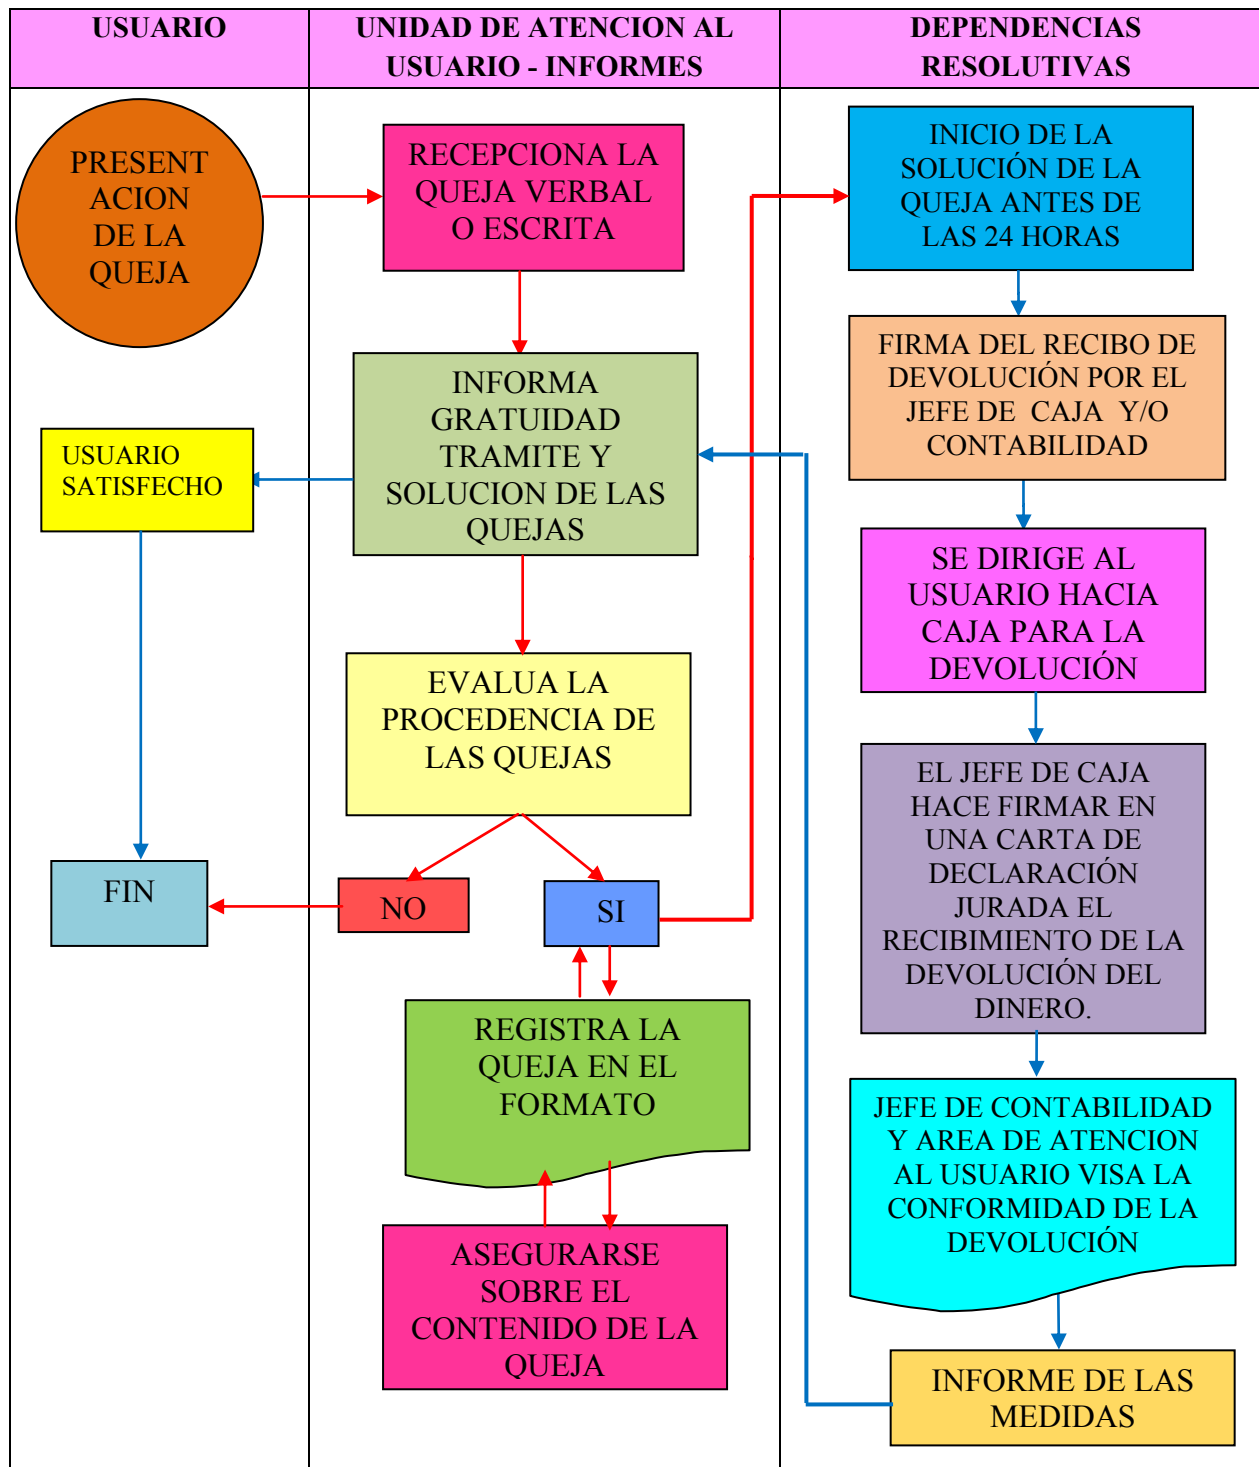 USUARIO
UNIDAD DE ATENCION AL
USUARIO - INFORMES
DEPENDENCIAS
RESOLUTIVAS
PRESENT
ACION
DE LA
QUEJA
USUARIO
SATISFECHO
FIN
RECEPCIONA LA
QUEJA VERBAL
O ESCRITA
INFORMA
GRATUIDAD
TRAMITE Y
SOLUCION DE LAS
QUEJAS
EVALUA LA
PROCEDENCIA DE
LAS QUEJAS
NO
SI
REGISTRA LA
QUEJA EN EL
FORMATO
ASEGURARSE
SOBRE EL
CONTENIDO DE LA
QUEJA
INICIO DE LA
SOLUCIÓN DE LA
QUEJA ANTES DE
LAS 24 HORAS
FIRMA DEL RECIBO DE
DEVOLUCIÓN POR EL
JEFE DE CAJA Y/O
CONTABILIDAD
SE DIRIGE AL
USUARIO HACIA
CAJA PARA LA
DEVOLUCIÓN
EL JEFE DE CAJA
HACE FIRMAR EN
UNA CARTA DE
DECLARACIÓN
JURADA EL
RECIBIMIENTO DE LA
DEVOLUCIÓN DEL
DINERO.
JEFE DE CONTABILIDAD
Y AREA DE ATENCION
AL USUARIO VISA LA
CONFORMIDAD DE LA
DEVOLUCIÓN
INFORME DE LAS
MEDIDAS